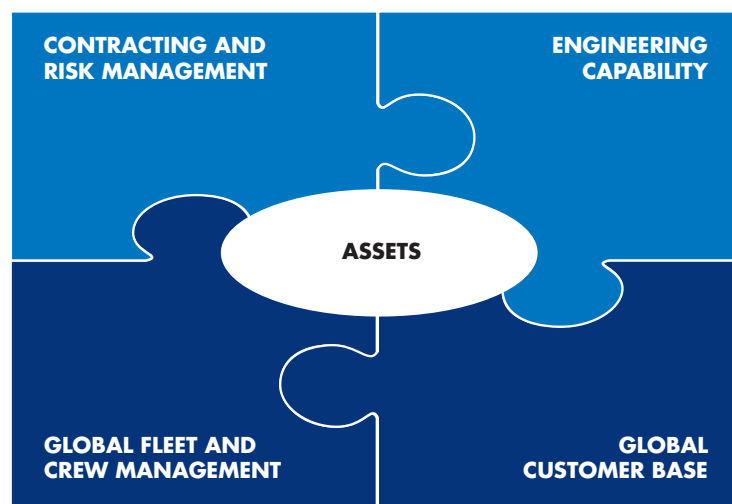 CONTRACTING AND
RISK MANAGEMENT
ENGINEERING
CAPABILITY
ASSETS
GLOBAL FLEET AND
CREW MANAGEMENT
GLOBAL
CUSTOMER BASE